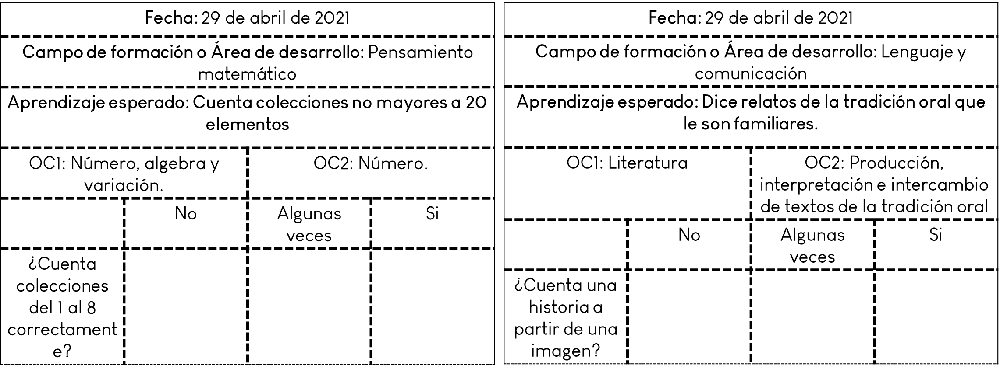 Fecha: 29 de abril de 2021
Campo de formación o Área de desarrollo: Pensamiento
matemático
Aprendizaje esperado: Cuenta colecciones no mayores a 20
elementos
OC1: Número, algebra y
variación.
OC2: Número.
No
Algunas
veces
Si
¿Cuenta
colecciones
del 1 al 8
correctament
e?
Fecha: 29 de abril de 2021
Campo de formación o Área de desarrollo: Lenguaje y
comunicación
Aprendizaje esperado: Dice relatos de la tradición oral que
le son familiares.
OC1: Literatura
OC2: Producción,
interpretación e intercambio
de textos de la tradición oral
No
Algunas
veces
Si
¿Cuenta una
historia a
partir de una
imagen?